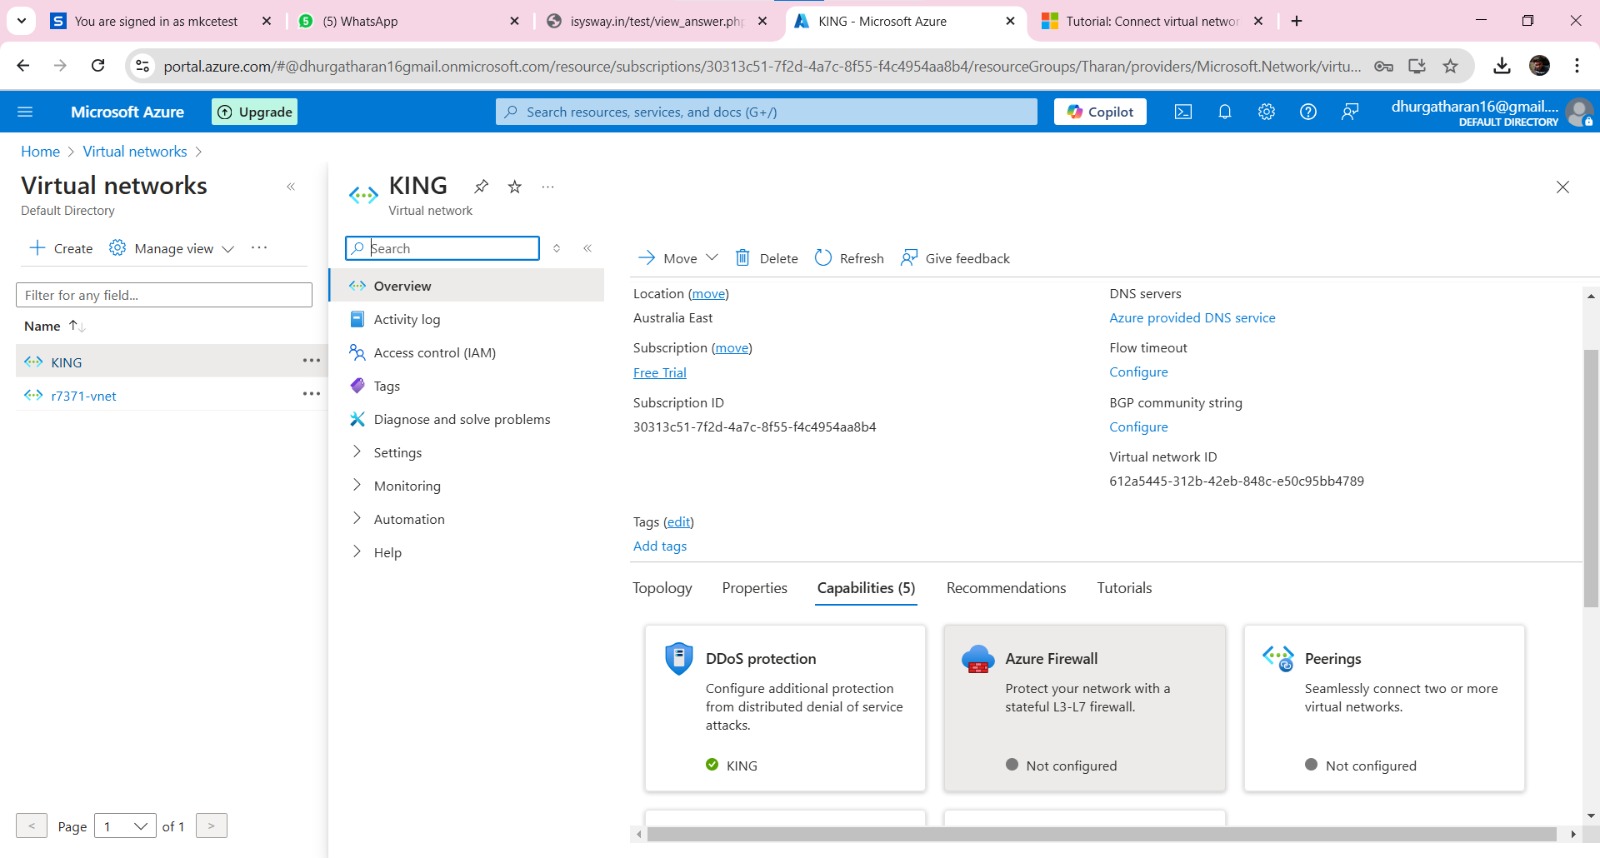 You are signed in as mkcetest
(5) WhatsApp
isysway.in/test/view_answer.php
KING - Microsoft Azure
Tutorial: Connect virtual networ
portal.azure.com/#@dhurgatharan16gmail.onmicrosoft.com/resource/subscriptions/30313c51-7f2d-4a7c-8f55-f4c4954aa8b4/resourceGroups/Tharan/providers/Microsoft.Network/virtu...
Microsoft Azure
Upgrade
Search resources, services, and docs (G+/)
Copilot
dhurgatharan16@gmail....
DEFAULT DIRECTORY
Home > Virtual networks >
Virtual networks
Default Directory
Create
Manage view
...
Filter for any field...
Name
KING
...
r7371-vnet
...
< Page 1 of 1 >
KING
...
Virtual network
Search
Overview
Activity log
Access control (IAM)
Tags
Diagnose and solve problems
Settings
Monitoring
Automation
Help
Move
Delete
Refresh
Give feedback
Location (move)
Australia East
Subscription (move)
Free Trial
Subscription ID
30313c51-7f2d-4a7c-8f55-f4c4954aa8b4
DNS servers
Azure provided DNS service
Flow timeout
Configure
BGP community string
Configure
Virtual network ID
612a5445-312b-42eb-848c-e50c95bb4789
Tags (edit)
Add tags
Topology
Properties
Capabilities (5)
Recommendations
Tutorials
DDoS protection
Configure additional protection
from distributed denial of service
attacks.
KING
Azure Firewall
Protect your network with a
stateful L3-L7 firewall.
Not configured
Peerings
Seamlessly connect two or more
virtual networks.
Not configured